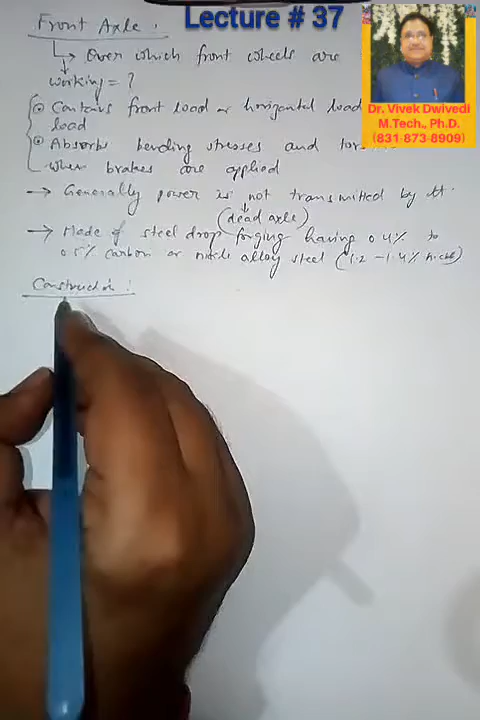 Front Axle :
Lecture # 37
Over which front wheels are
working = ?
Contains front load or horizontal load
load
Absorbs bending stresses and
when brakes are applied
→ Generally power is not transmitted by it.
(dead axle)
→ Made of steel drop forging having 0.4% to
0.5% carbon or nickle alloy steel (1.2 - 1.4% Nickel)
Construction :
Dr. Vivek Dwivedi
M.Tech., Ph.D.
(831-873-8909)